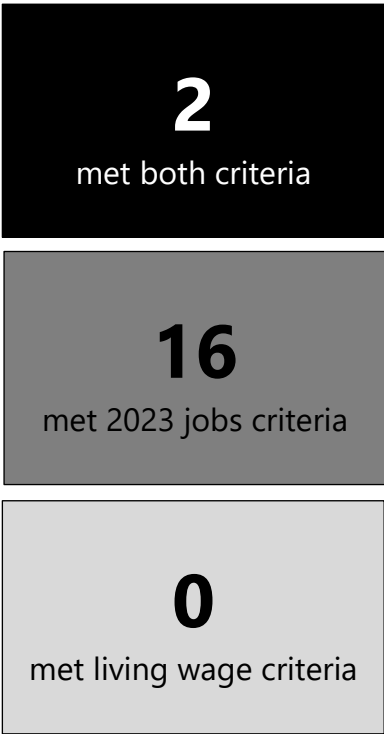 2
met both criteria
16
met 2023 jobs criteria
0
met living wage criteria